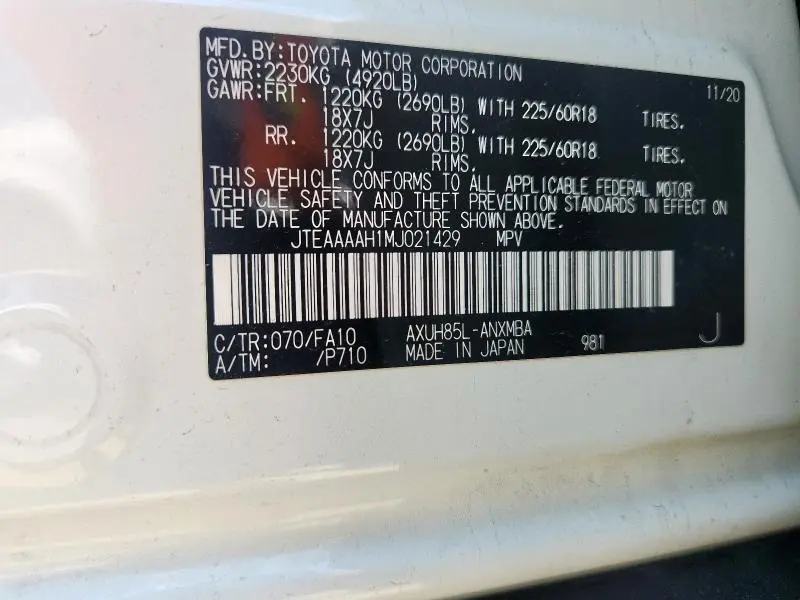 MFD.BY:TOYOTA MOTOR CORPORATION 11/20
GVWR:2230KG (4920LB)
GAWR:FRT. 1220KG (2690LB) WITH 225/60R18 TIRES,
18X7J RIMS,
RR. 1220KG (2690LB) WITH 225/60R18 TIRES,
18X7J RIMS.
THIS VEHICLE CONFORMS TO ALL APPLICABLE FEDERAL MOTOR
VEHICLE SAFETY AND THEFT PREVENTION STANDARDS IN EFFECT ON
THE DATE OF MANUFACTURE SHOWN ABOVE.
JTEAAAAH1MJ021429 MPV
C/TR:070/FA10 AXUH85L-ANXMBA
A/TM: /P710 MADE IN JAPAN 981 J